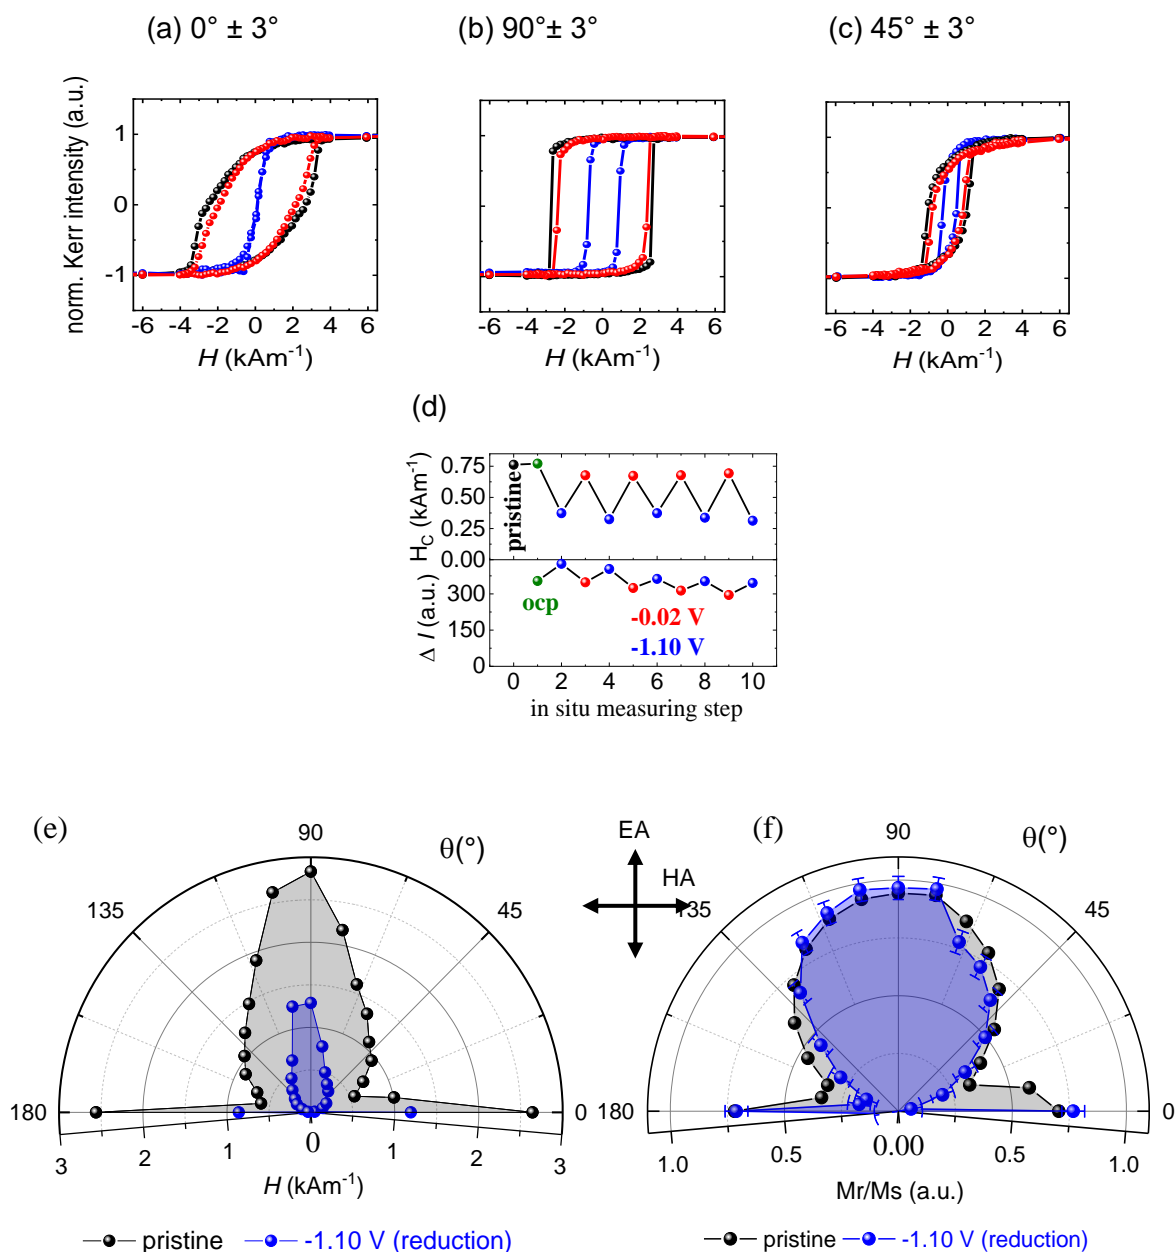 (a) 0° ± 3°
(b) 90°± 3°
(c) 45° ± 3°
norm. Kerr intensity (a.u.)
1
0
-1
-6 -4 -2 0 2 4 6
H (kAm⁻¹)
-6 -4 -2 0 2 4 6
H (kAm⁻¹)
-6 -4 -2 0 2 4 6
H (kAm⁻¹)
(d)
H_C (kAm⁻¹)
0.75
0.50
0.25
0.00
pristine
Δ I (a.u.)
300
150
0
ocp
-0.02 V
-1.10 V
0 2 4 6 8 10
in situ measuring step
(e)
90
θ(°)
135
45
180
0
3 2 1 0 1 2 3
H (kAm⁻¹)
pristine
-1.10 V (reduction)
EA
HA
(f)
90
θ(°)
135
45
180
0
1.0 0.5 0.00 0.5 1.0
Mr/Ms (a.u.)
pristine
-1.10 V (reduction)